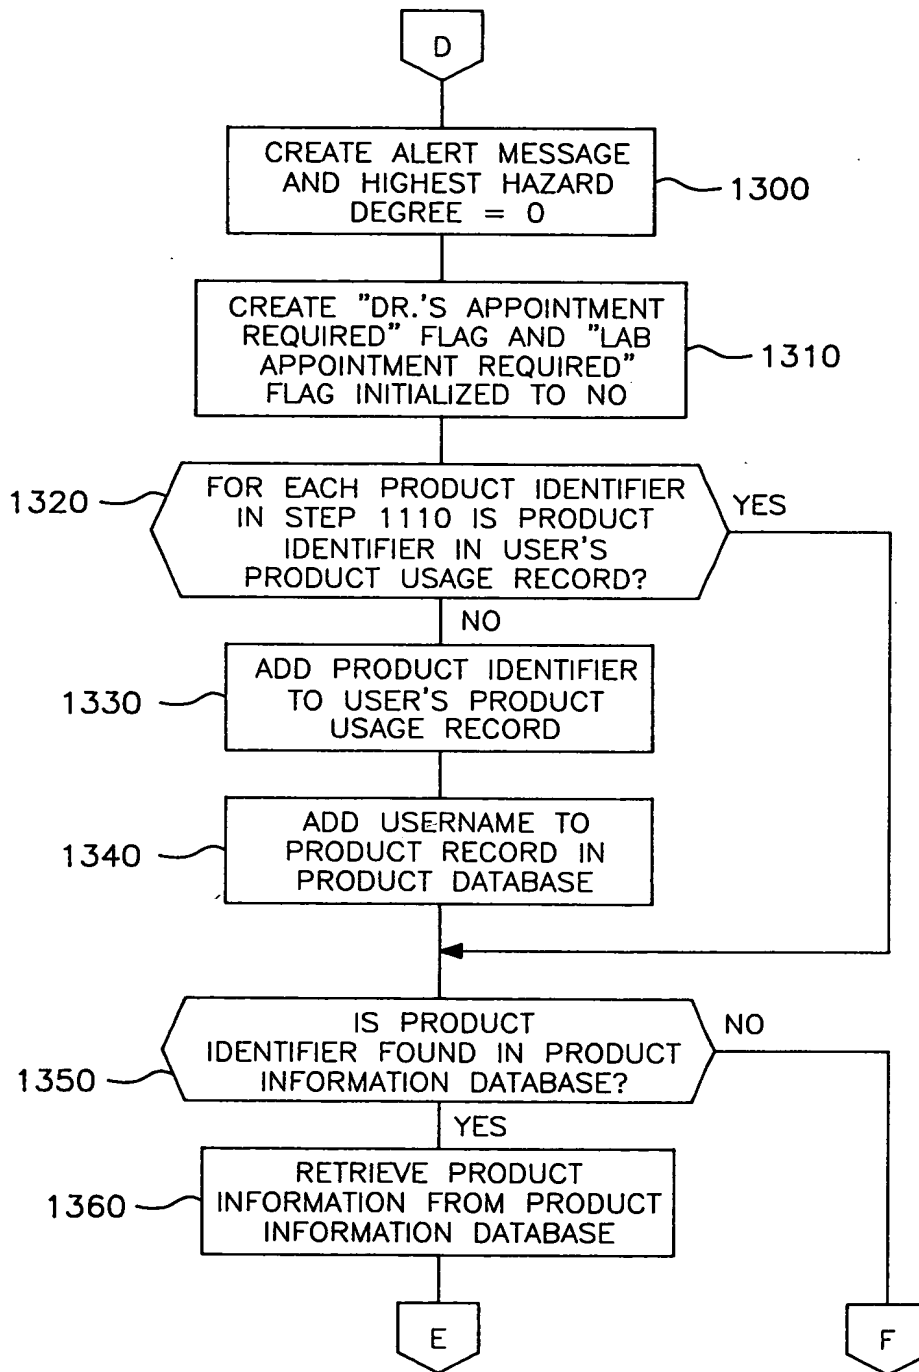 D
CREATE ALERT MESSAGE
AND HIGHEST HAZARD
DEGREE = 0
1300
CREATE "DR.'S APPOINTMENT
REQUIRED" FLAG AND "LAB
APPOINTMENT REQUIRED"
FLAG INITIALIZED TO NO
1310
1320
FOR EACH PRODUCT IDENTIFIER
IN STEP 1110 IS PRODUCT
IDENTIFIER IN USER'S
PRODUCT USAGE RECORD?
YES
NO
1330
ADD PRODUCT IDENTIFIER
TO USER'S PRODUCT
USAGE RECORD
1340
ADD USERNAME TO
PRODUCT RECORD IN
PRODUCT DATABASE
1350
IS PRODUCT
IDENTIFIER FOUND IN PRODUCT
INFORMATION DATABASE?
NO
YES
1360
RETRIEVE PRODUCT
INFORMATION FROM PRODUCT
INFORMATION DATABASE
E
F